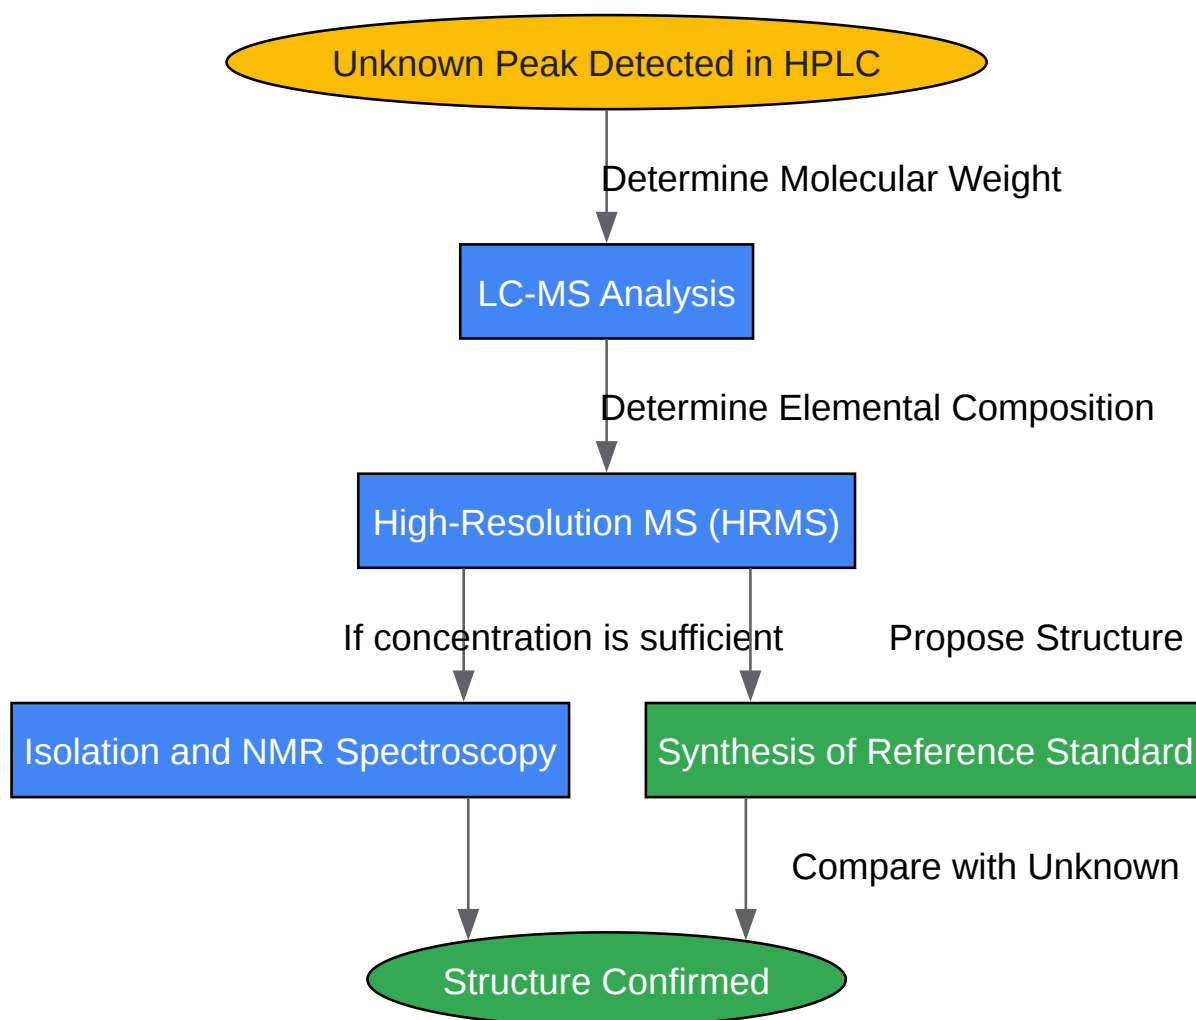 Unknown Peak Detected in HPLC
Determine Molecular Weight
LC-MS Analysis
Determine Elemental Composition
High-Resolution MS (HRMS)
If concentration is sufficient
Propose Structure
Isolation and NMR Spectroscopy
Synthesis of Reference Standard
Compare with Unknown
Structure Confirmed